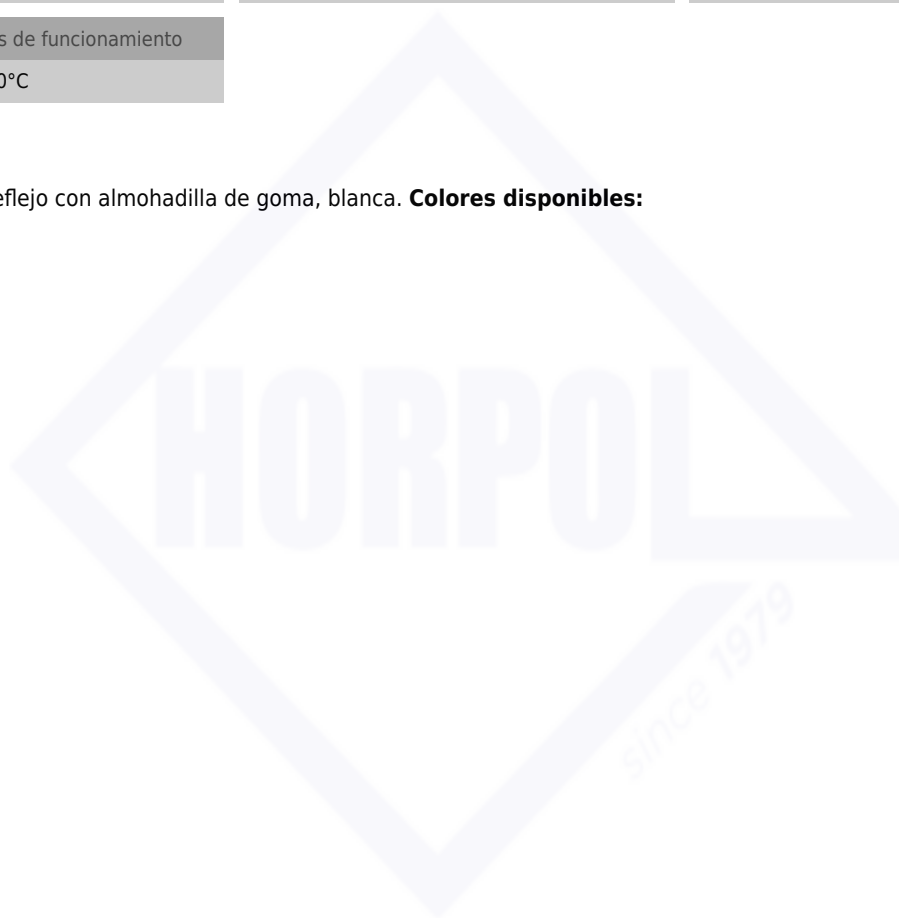 s de funcionamiento
0°C
eflejo con almohadilla de goma, blanca. Colores disponibles:
HORPOL
since 1979